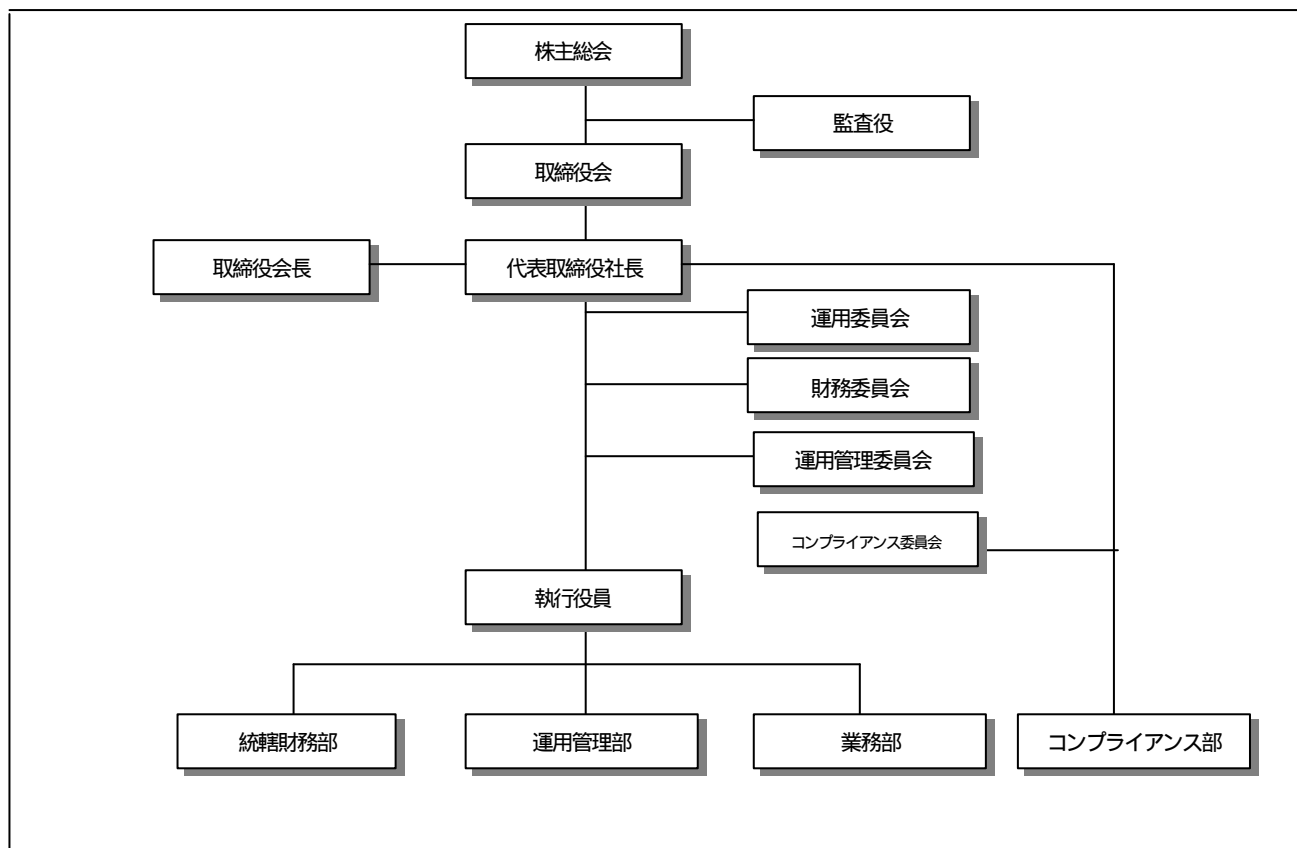 株主総会
監査役
取締役会
取締役会長
代表取締役社長
運用委員会
財務委員会
運用管理委員会
コンプライアンス委員会
執行役員
統轄財務部
運用管理部
業務部
コンプライアンス部